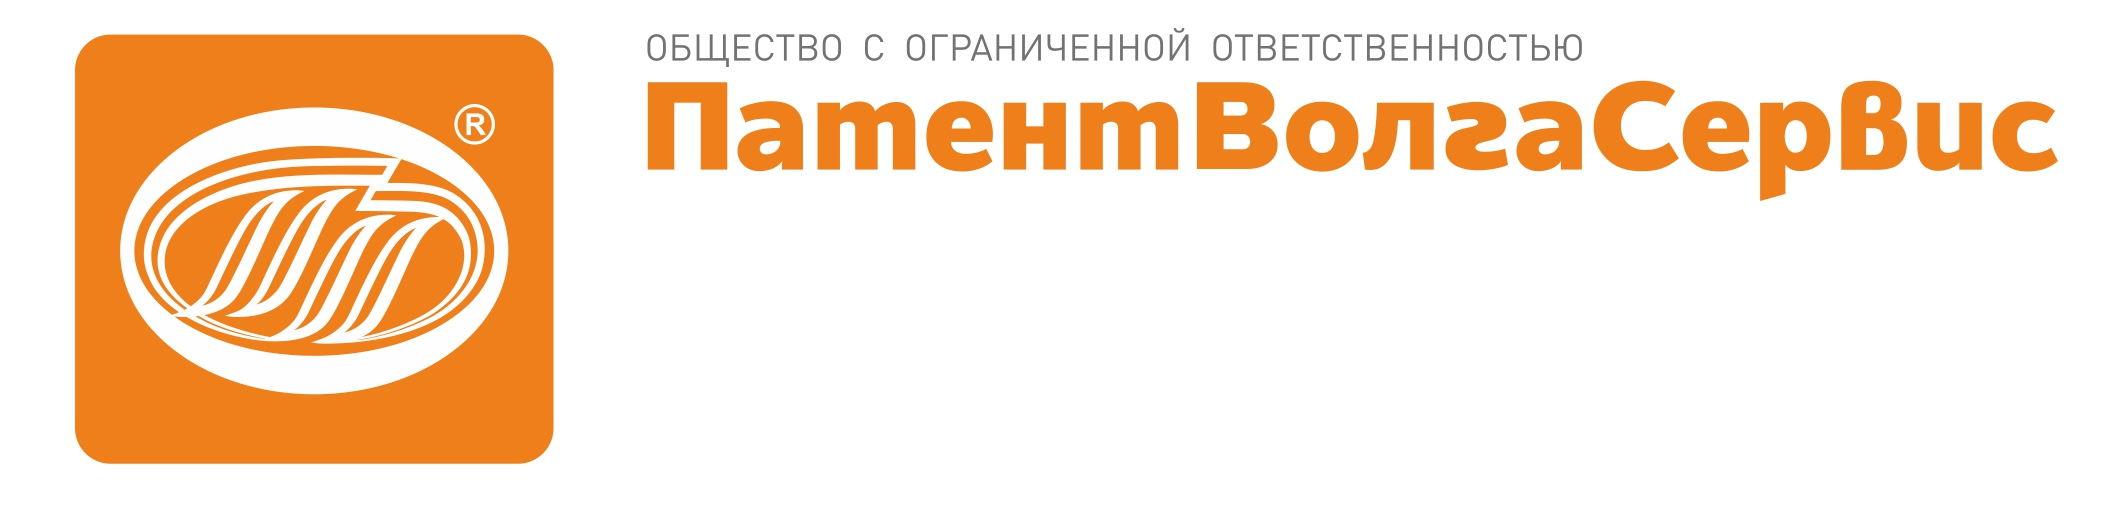 ОБЩЕСТВО С ОГРАНИЧЕННОЙ ОТВЕТСТВЕННОСТЬЮ
ПатентВолгаСервис
®